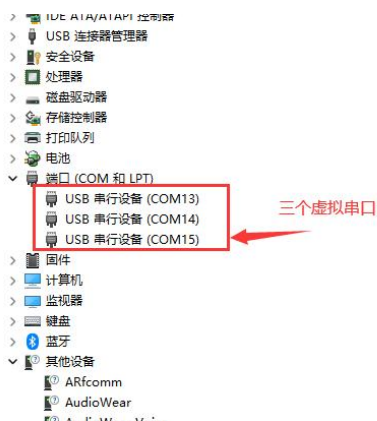 IDE ATA/ATAPI 控制器
USB 连接器管理器
安全设备
处理器
磁盘驱动器
存储控制器
打印队列
电池
端口 (COM 和 LPT)
USB 串行设备 (COM13)
USB 串行设备 (COM14)
三个虚拟串口
USB 串行设备 (COM15)
固件
计算机
监视器
键盘
蓝牙
其他设备
ARfcomm
AudioWear